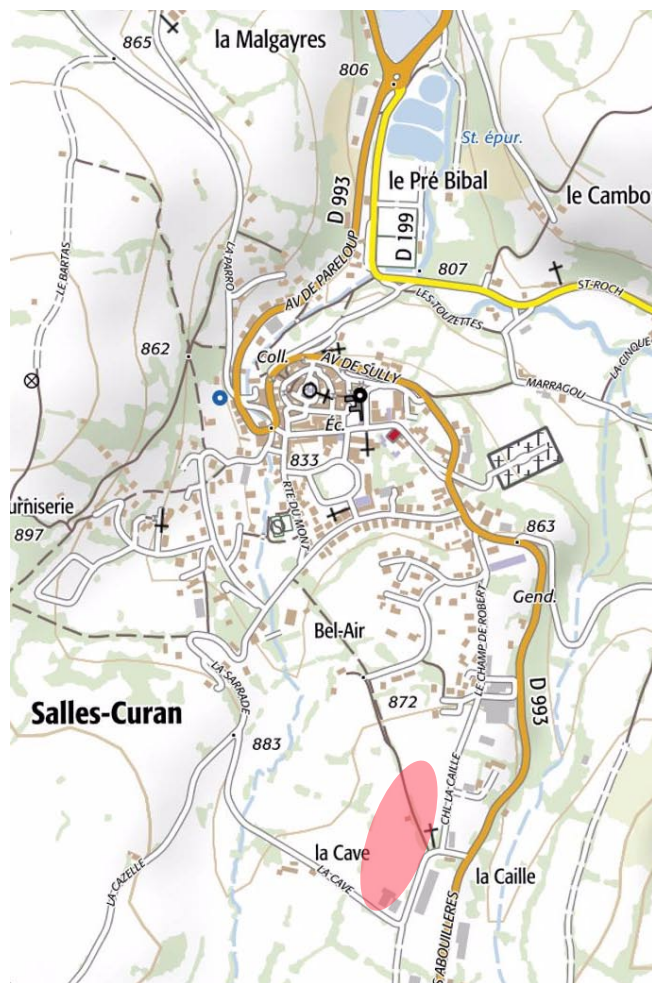 865
la Malgayres
806
St. épur.
le Pré Bibal
le Cambo
D 993
D 199
LA PARRO
LE BARTAS
AV DE PARELOUP
807
ST-ROCH
LES TOUZETTES
862
Coll.
AV DE SULLY
LA CINQUE
MARRAGOU
Éc.
833
urniserie
897
RTE DU MONT
863
Gend.
Bel-Air
LE CHAMP DE ROBERT
872
D 993
LA SARRADE
Salles-Curan
883
CHL LA CAILLE
la Cave
LA CAVE
la Caille
LA CAZELLE
S ABOUILLERES